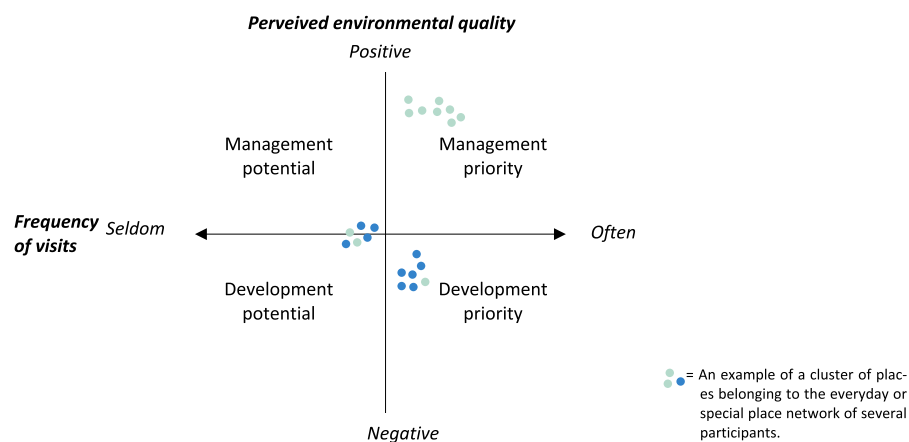 Perveived environmental quality
Positive
Management
potential
Management
priority
Frequency
of visits
Seldom
Often
Development
potential
Development
priority
= An example of a cluster of plac-
es belonging to the everyday or
special place network of several
participants.
Negative